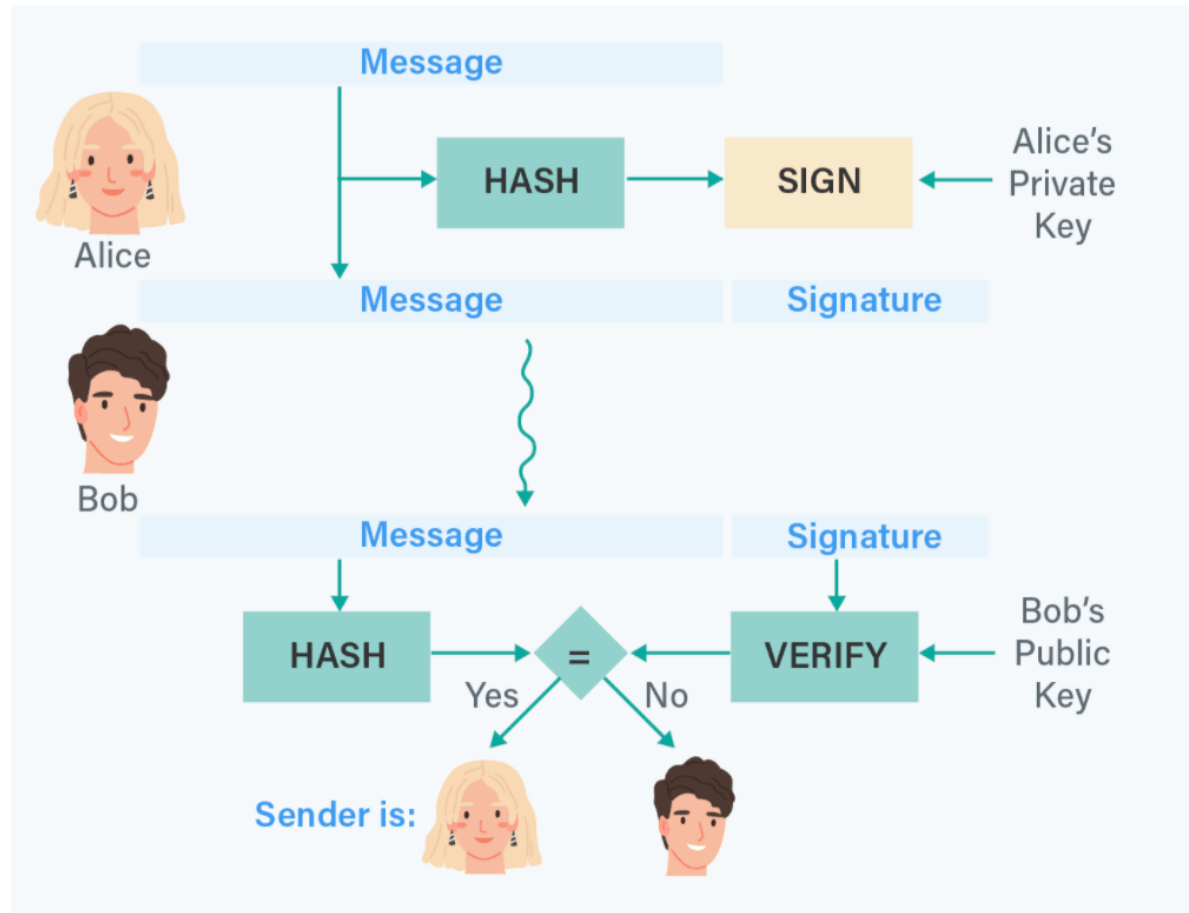 Message
HASH
SIGN
Alice's
Private
Key
Alice
Message
Signature
Bob
Message
Signature
HASH
=
VERIFY
Bob's
Public
Key
Yes
No
Sender is: